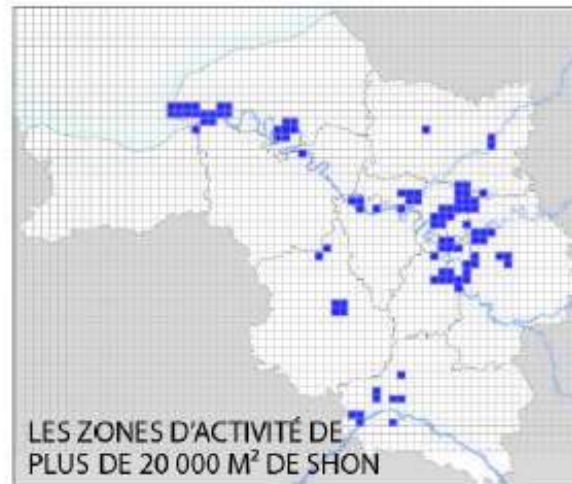 LES ZONES D'ACTIVITÉ DE
PLUS DE 20 000 M² DE SHON